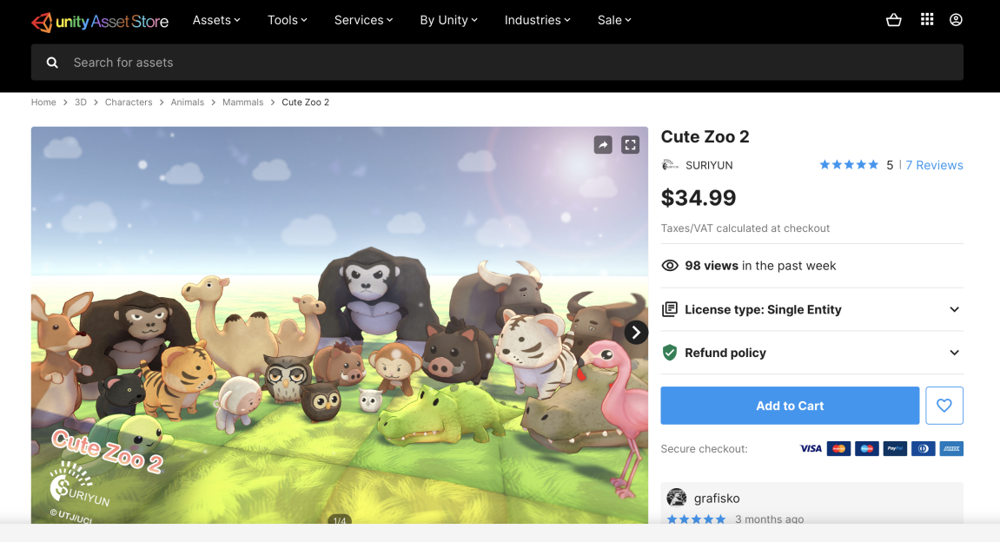 unity Asset Store
Assets Tools Services By Unity Industries Sale
Search for assets
Home > 3D > Characters > Animals > Mammals > Cute Zoo 2
Cute Zoo 2
SURIYUN
5 | 7 Reviews
$34.99
Taxes/VAT calculated at checkout
98 views in the past week
License type: Single Entity
Refund policy
Add to Cart
Secure checkout:
VISA
PayPal
grafisko
3 months ago
Cute Zoo 2
SURIYUN
© UTJ/UCL
1/4